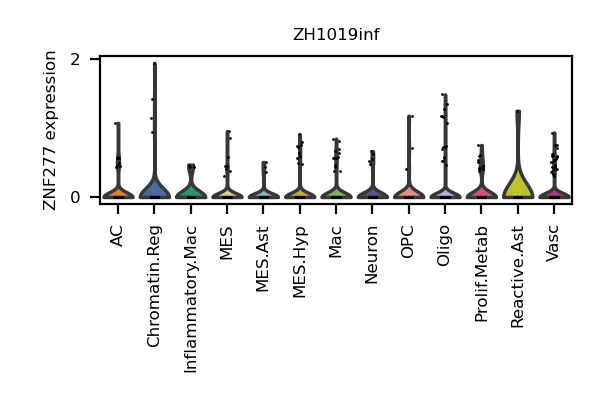 ZH1019inf
ZNF277 expression
2
0
AC
Chromatin.Reg
Inflammatory.Mac
MES
MES.Ast
MES.Hyp
Mac
Neuron
OPC
Oligo
Prolif.Metab
Reactive.Ast
Vasc